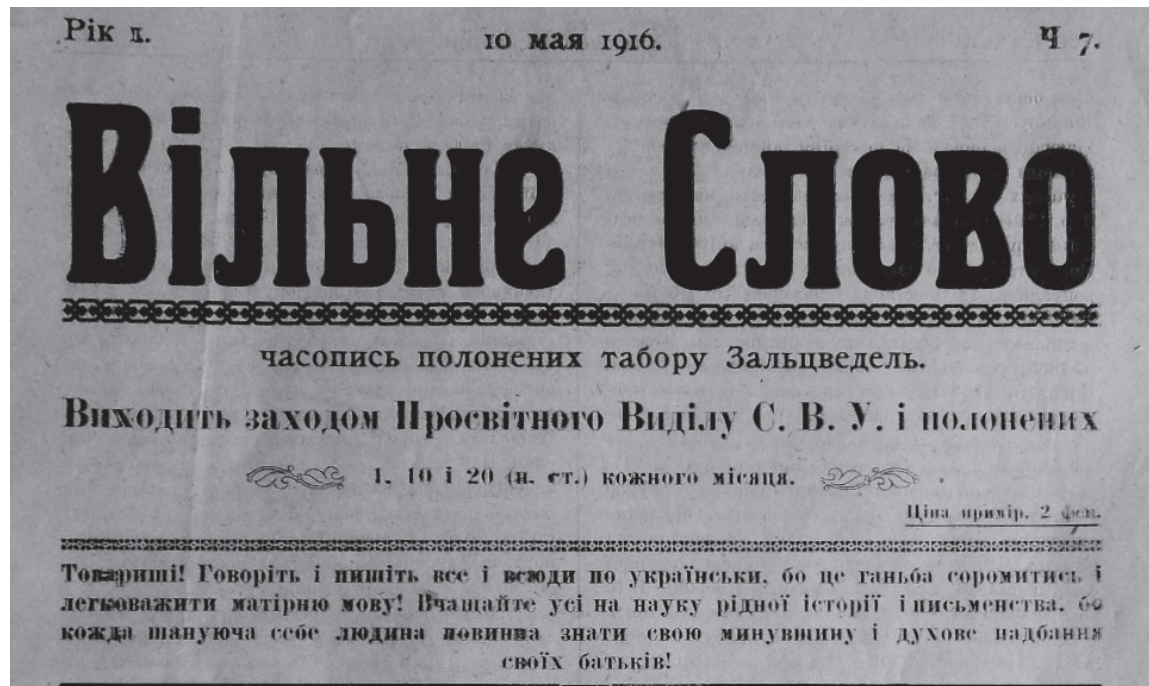 Рік І. 10 мая 1916. Ч 7.
Вільне Слово
часопись полонених табору Зальцведель.
Виходить заходом Просвітного Виділу С. В. У. і полонених
1, 10 і 20 (н. ст.) кожного місяця.
Ціна примір. 2 фен.
Товариші! Говоріть і пишіть все і всюди по українськи, бо це ганьба соромитись і
легковажити матірню мову! Вчащайте усі на науку рідної історії і письменства, бо
кожда шануюча себе людина повинна знати свою минувшину і духове надбання
своїх батьків!